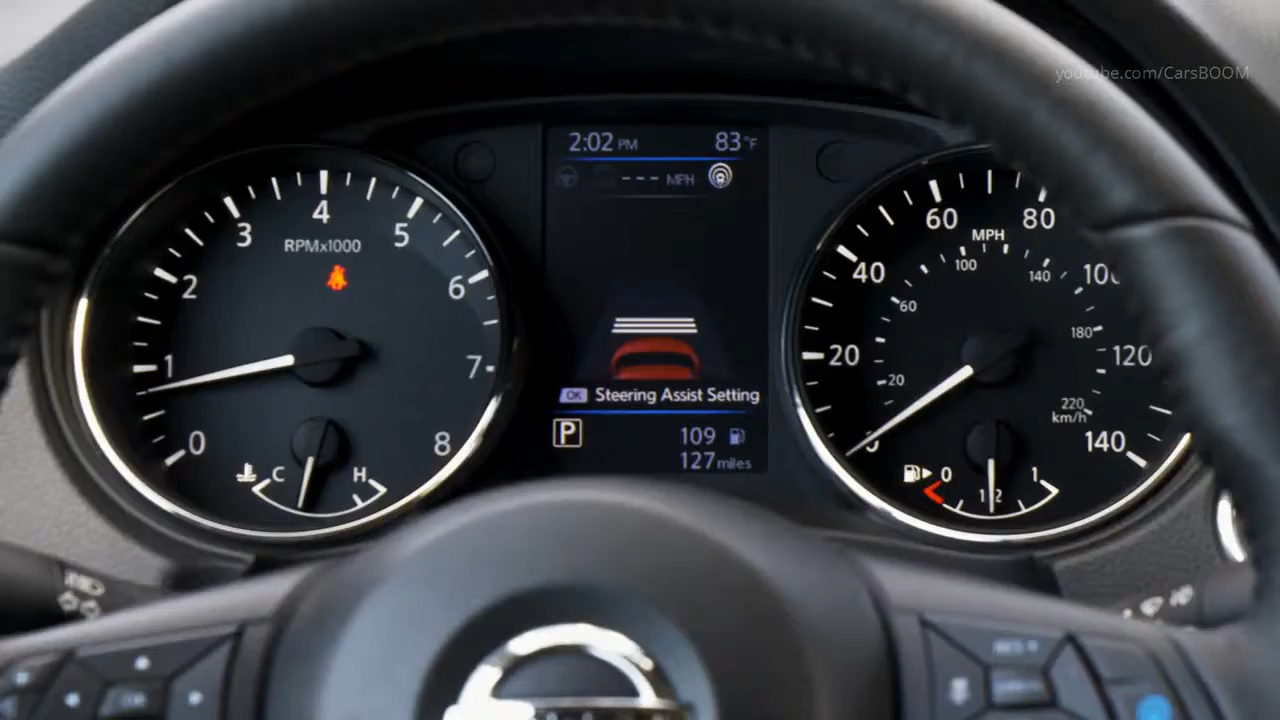 youtube.com/CarsBOOM
2:02 PM 83°F
--- MPH
0 1 2 3 4 5 6 7 8
RPMx1000
C H
OK Steering Assist Setting
P 109
127 miles
20 40 60 80 120 140
MPH
20 60 100 140 180 220
km/h
0 1